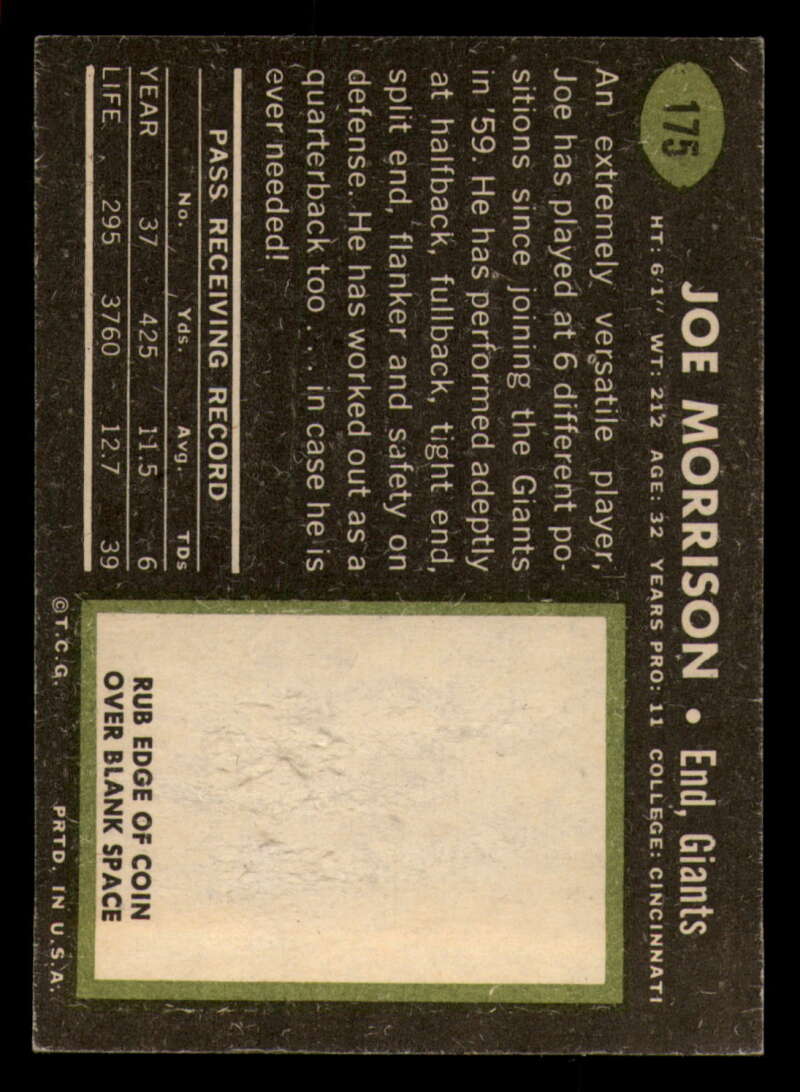 175
JOE MORRISON • End, Giants
HT: 6'1" WT: 212 AGE: 32 YEARS PRO: 11 COLLEGE: CINCINNATI
An extremely versatile player,
Joe has played at 6 different po-
sitions since joining the Giants
in '59. He has performed adeptly
at halfback, fullback, tight end,
split end, flanker and safety on
defense. He has worked out as a
quarterback too . . . in case he is
ever needed!
PASS RECEIVING RECORD
No. Yds. Avg. TDs
YEAR 37 425 11.5 6
LIFE 295 3760 12.7 39
RUB EDGE OF COIN
OVER BLANK SPACE
©T.C.G. PRTD. IN U.S.A.